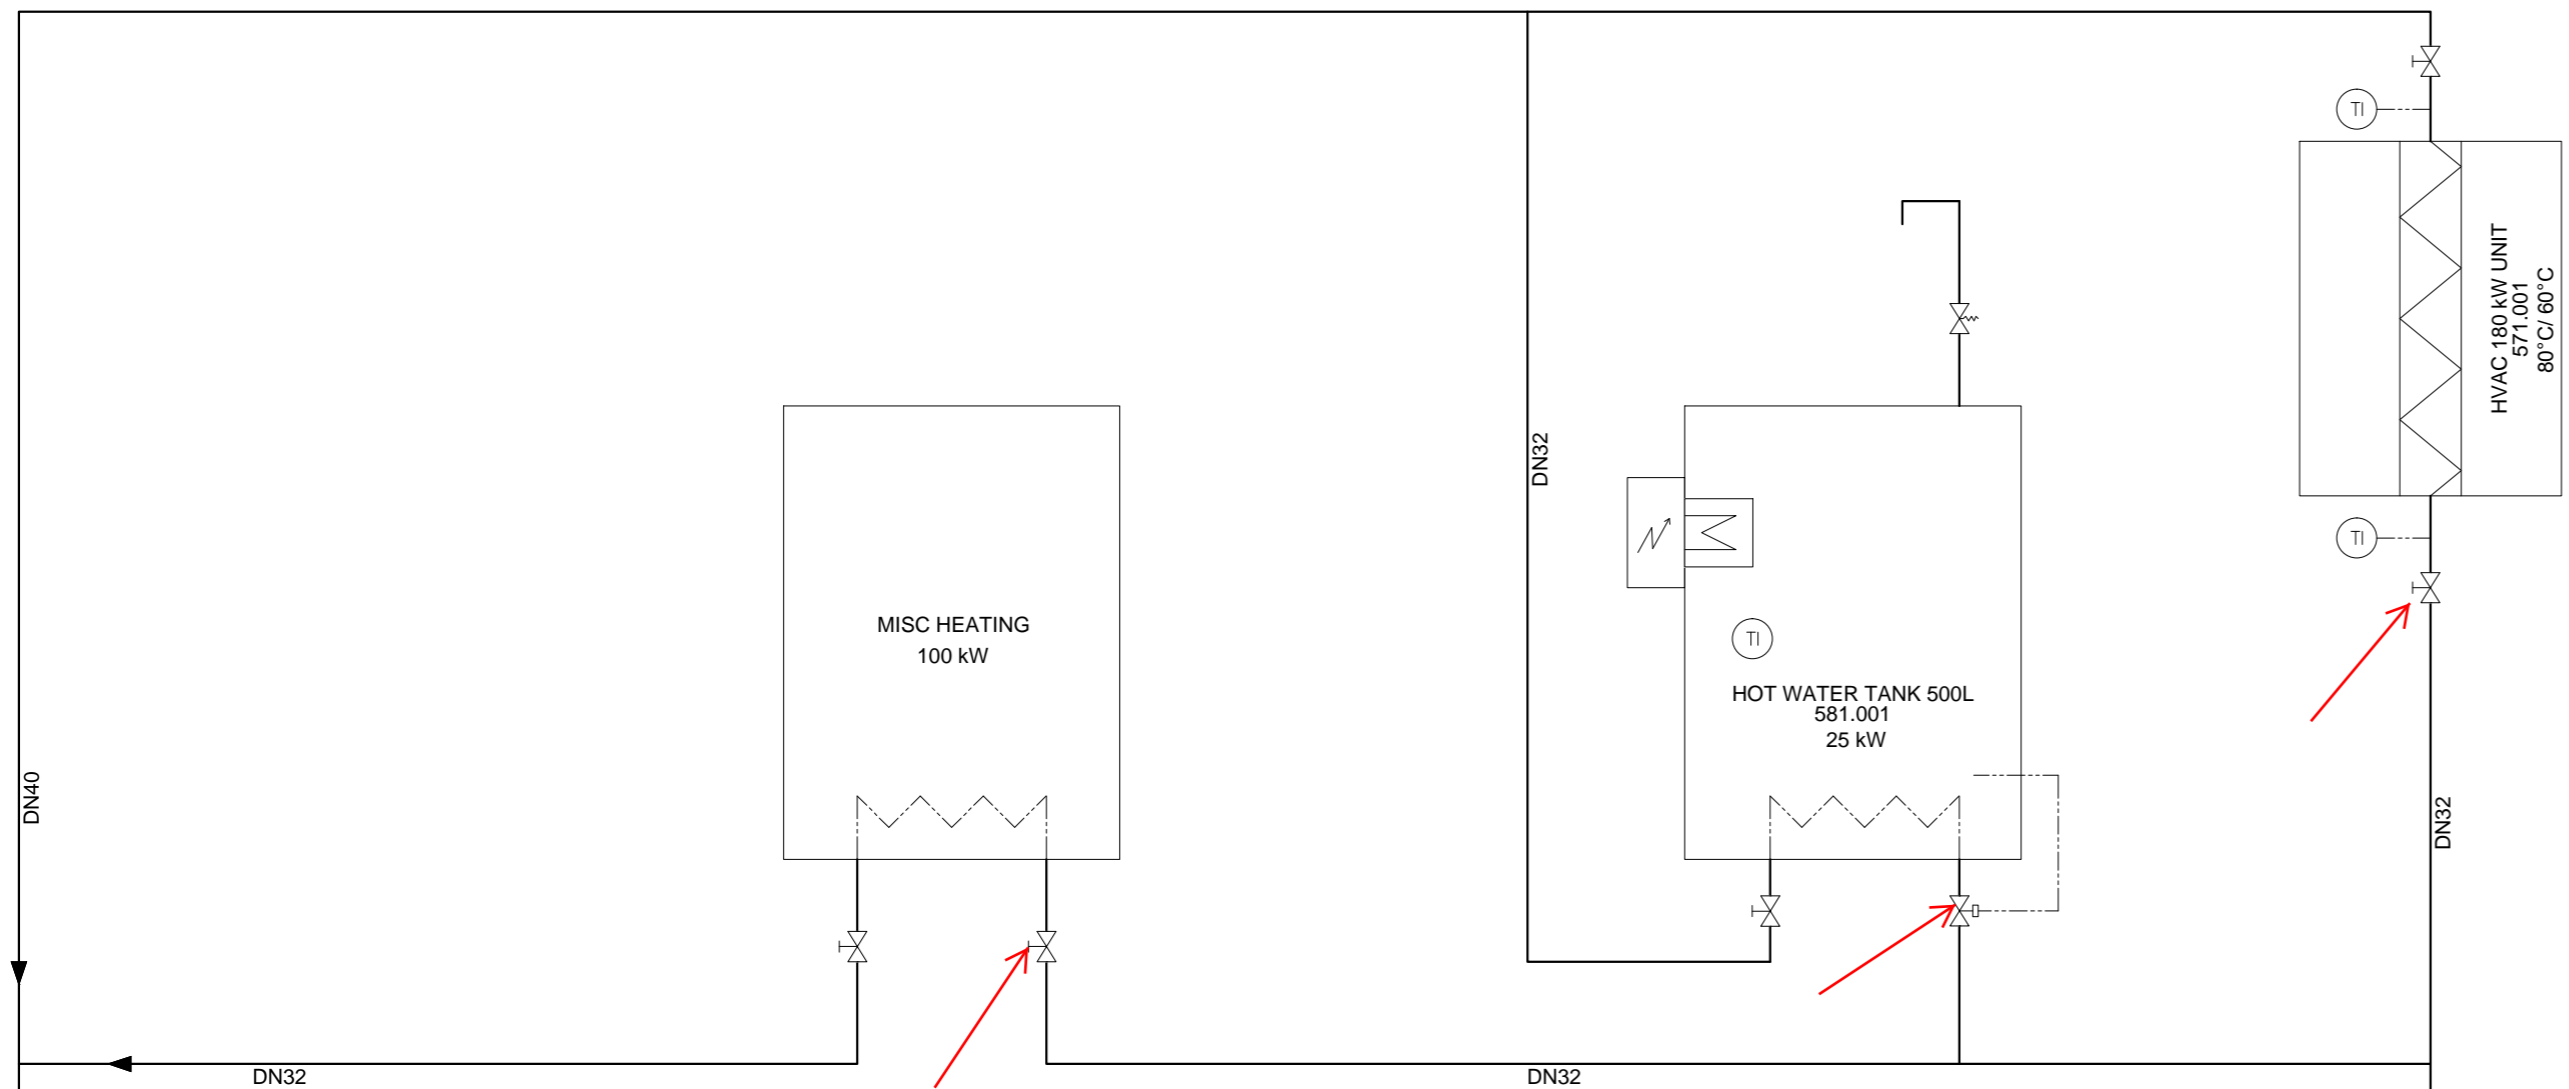 TI
HVAC 180 kW UNIT
571.001
80°C/ 60°C
DN32
TI
MISC HEATING
100 kW
TI
HOT WATER TANK 500L
581.001
25 kW
DN40
DN32
DN32
DN32